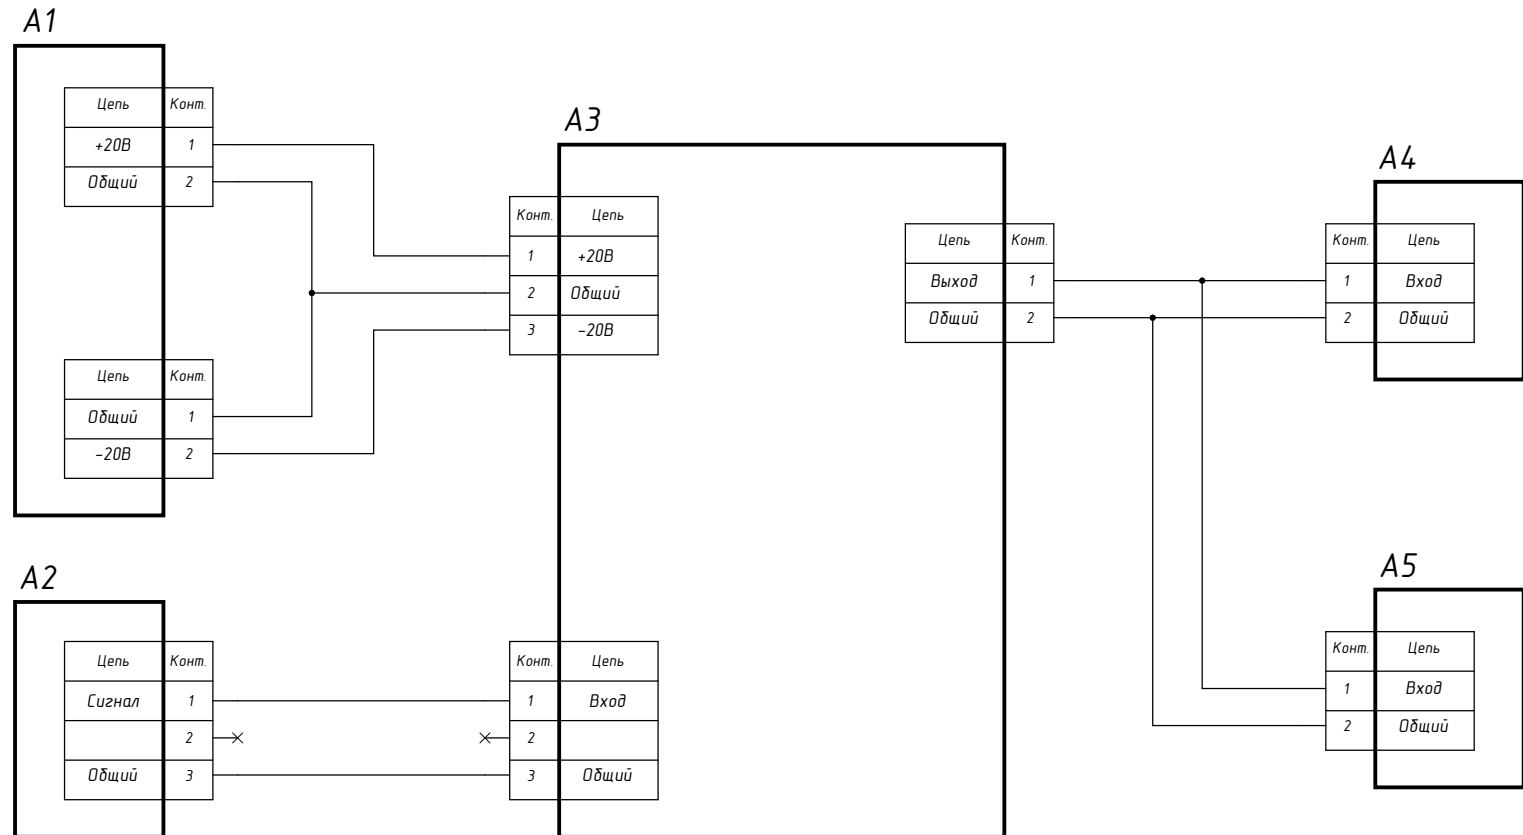 A1
Цепь Конт.
+20В 1
Общий 2
Цепь Конт.
Общий 1
-20В 2
A2
Цепь Конт.
Сигнал 1
2
Общий 3
A3
Конт. Цепь
1 +20В
2 Общий
3 -20В
Конт. Цепь
1 Вход
2
3 Общий
Цепь Конт.
Выход 1
Общий 2
A4
Конт. Цепь
1 Вход
2 Общий
A5
Конт. Цепь
1 Вход
2 Общий